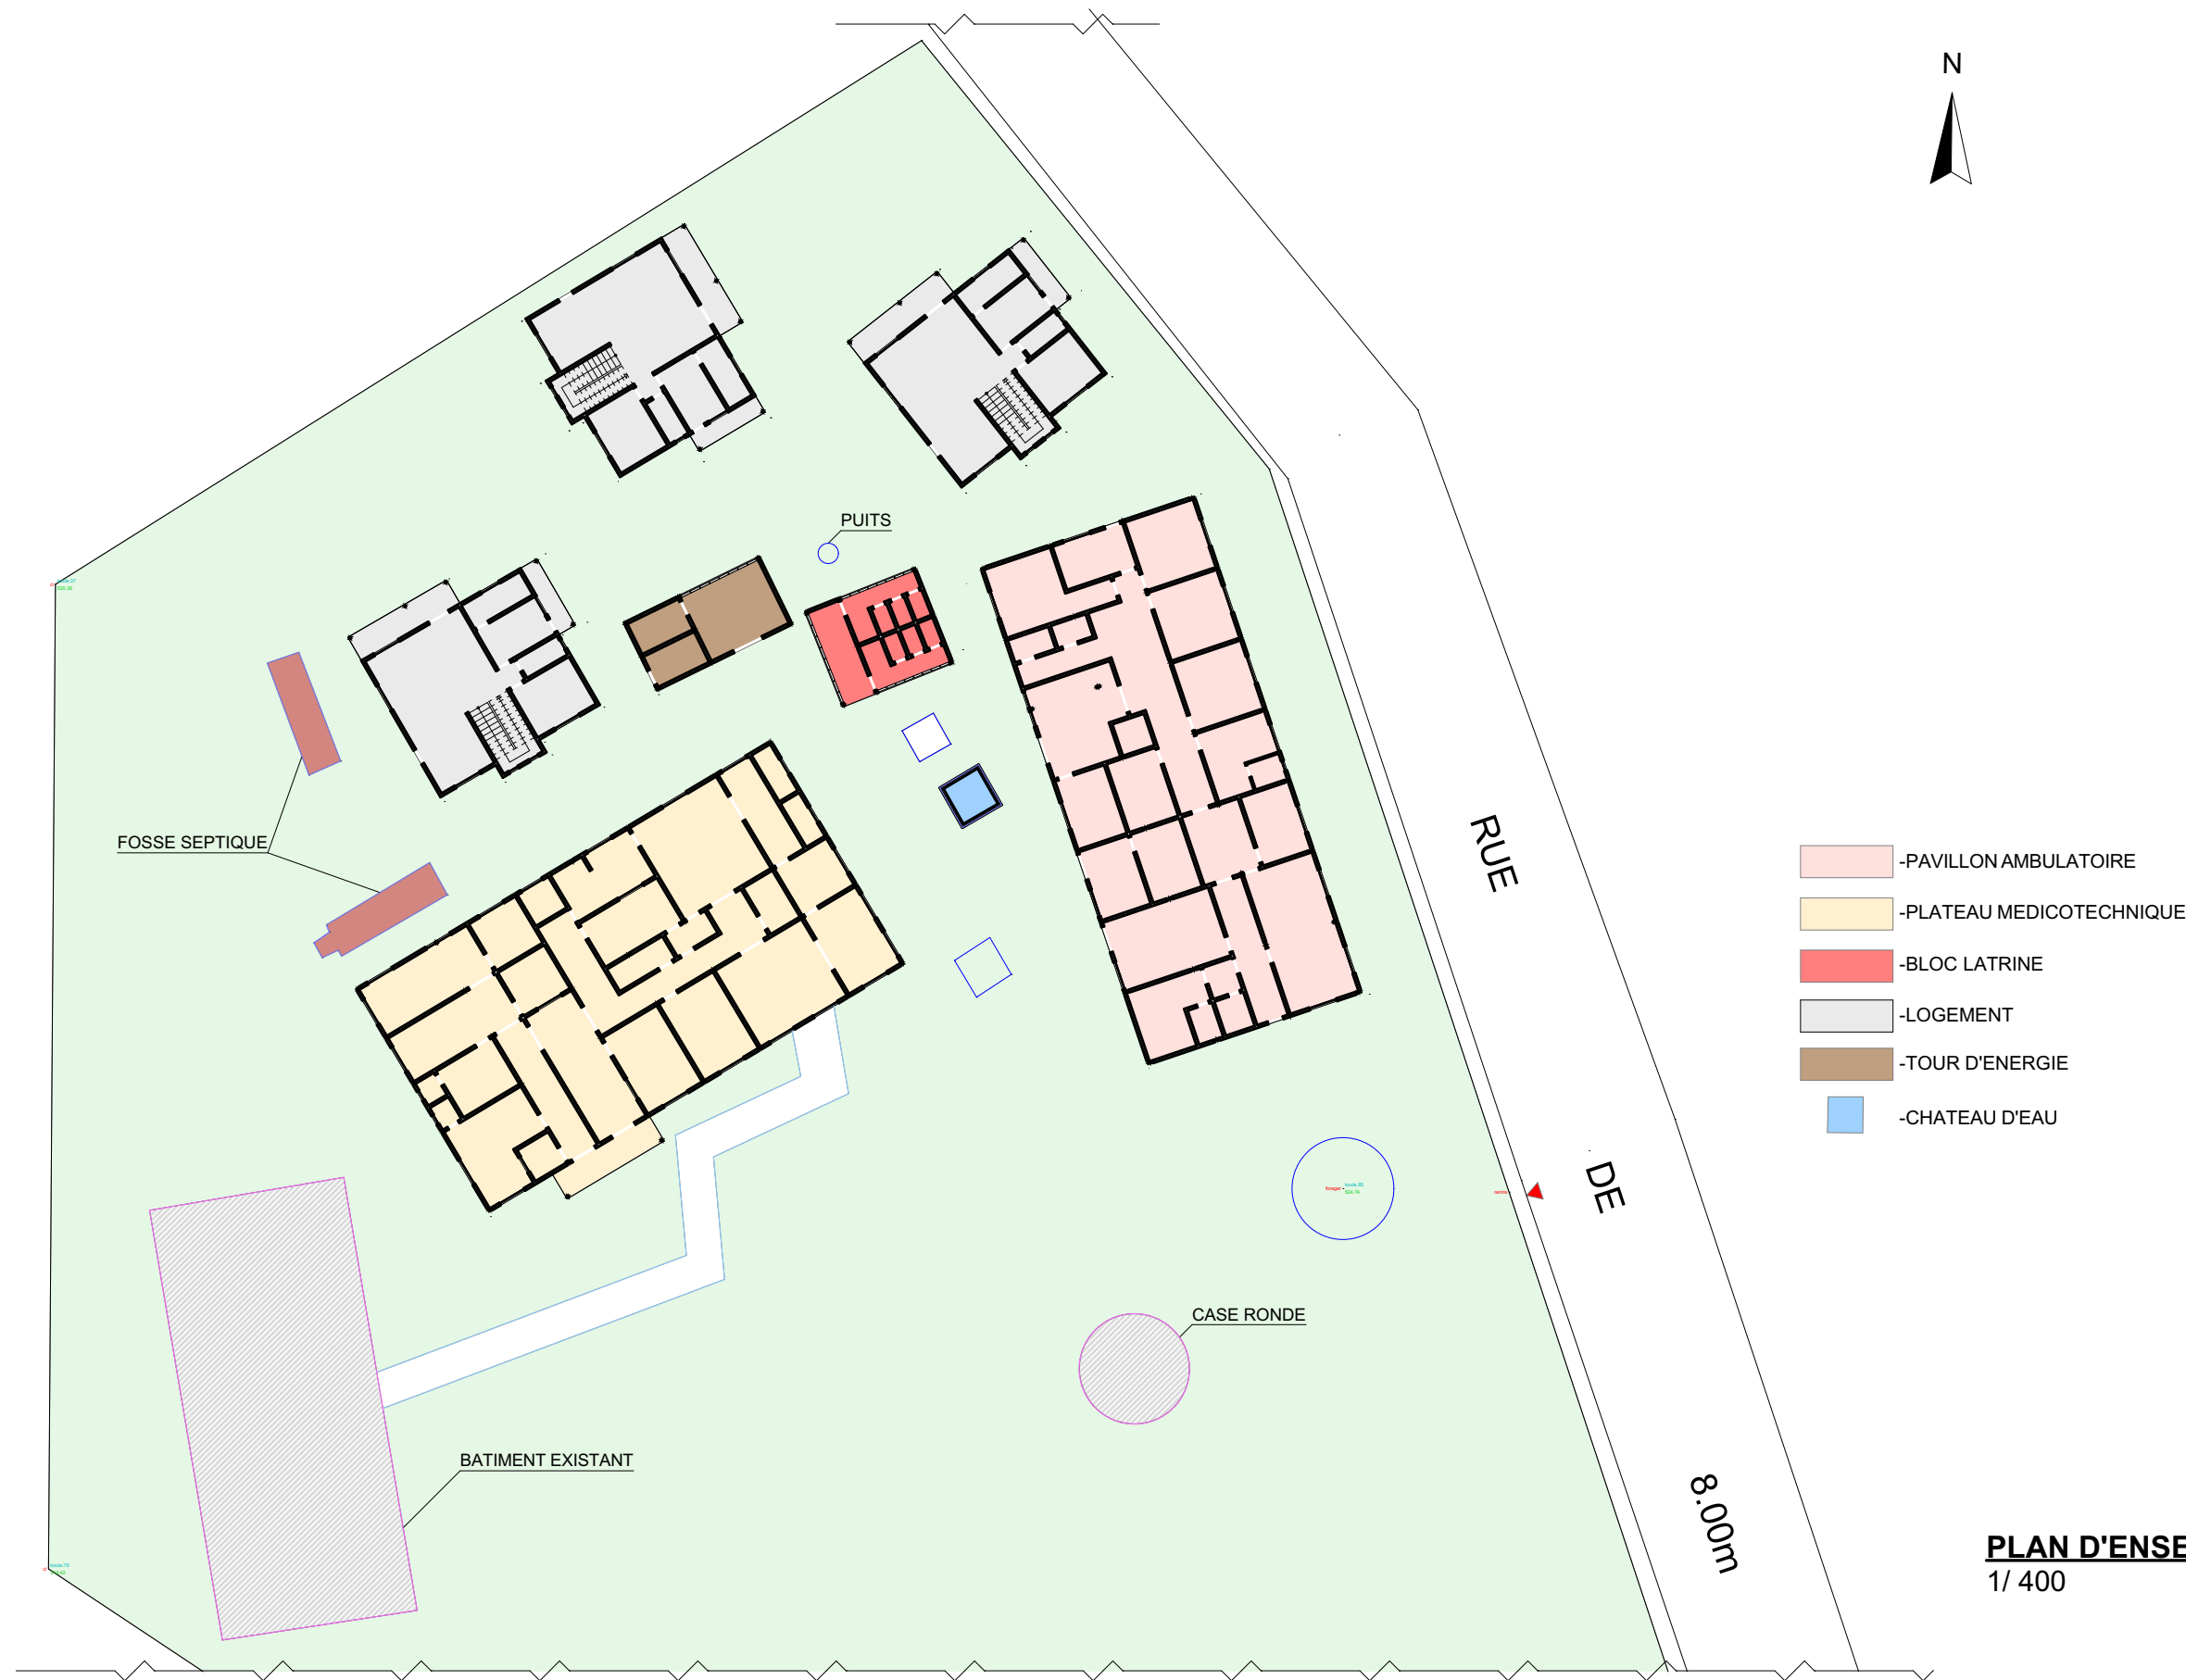 N
PUITS
FOSSE SEPTIQUE
RUE
DE
8.00m
-PAVILLON AMBULATOIRE
-PLATEAU MEDICOTECHNIQUE
-BLOC LATRINE
-LOGEMENT
-TOUR D'ENERGIE
-CHATEAU D'EAU
CASE RONDE
BATIMENT EXISTANT
PLAN D'ENSE
1/ 400